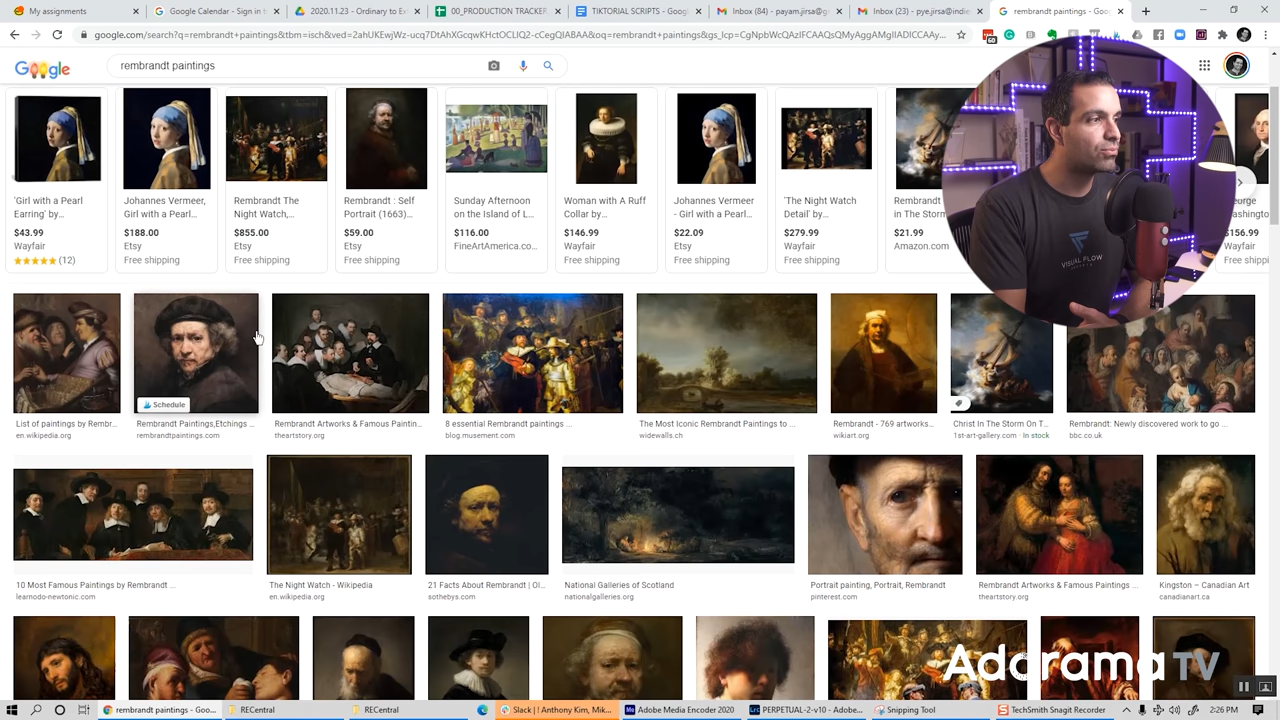 My assignments
Google Calendar - Sign in t
2020.11.23 - Ordinary to Ex
00_PRODUCTION TRACKER
TIKTORIAL SCRIPTS - Goog
Inbox (84) - payam.jirsa@g
Inbox (23) - pye.jirsa@indie
rembrandt paintings - Goo
google.com/search?q=rembrandt+paintings&tbm=isch&ved=2ahUKEwjWz-ucq7DtAhXGcqwKHctOCLlQ2-cCegQIABAA&oq=rembrandt+paintings&gs_lcp=CgNpbWcQAzIFCAAQsQMyAggAMgIIADICCAAy...
60
Google
rembrandt paintings
'Girl with a Pearl
Earring' by...
$43.99
Wayfair
(12)
Johannes Vermeer,
Girl with a Pearl...
$188.00
Etsy
Free shipping
Rembrandt The
Night Watch,...
$855.00
Etsy
Free shipping
Rembrandt : Self
Portrait (1663)...
$59.00
Etsy
Free shipping
Sunday Afternoon
on the Island of L...
$116.00
FineArtAmerica.co...
Woman with A Ruff
Collar by...
$146.99
Wayfair
Free shipping
Johannes Vermeer
- Girl with a Pearl...
$22.09
Etsy
Free shipping
'The Night Watch
Detail' by...
$279.99
Wayfair
Free shipping
Rembrandt
in The Storm
$21.99
Amazon.com
George
Washingto
$156.99
Wayfair
Free shippi
VISUAL FLOW
Schedule
List of paintings by Rembr...
en.wikipedia.org
Rembrandt Paintings,Etchings ...
rembrandtpaintings.com
Rembrandt Artworks & Famous Paintin...
theartstory.org
8 essential Rembrandt paintings ...
blog.musement.com
The Most Iconic Rembrandt Paintings to ...
widewalls.ch
Rembrandt - 769 artworks...
wikiart.org
Christ In The Storm On T...
1st-art-gallery.com · In stock
Rembrandt: Newly discovered work to go ...
bbc.co.uk
10 Most Famous Paintings by Rembrandt ...
learnodo-newtonic.com
The Night Watch - Wikipedia
en.wikipedia.org
21 Facts About Rembrandt | Ol...
sothebys.com
National Galleries of Scotland
nationalgalleries.org
Portrait painting, Portrait, Rembrandt
pinterest.com
Rembrandt Artworks & Famous Paintings ...
theartstory.org
Kingston – Canadian Art
canadianart.ca
Adorama TV
rembrandt paintings - Goo...
RECentral
RECentral
Slack | ! Anthony Kim, Mik...
Adobe Media Encoder 2020
PERPETUAL-2-v10 - Adobe...
Snipping Tool
TechSmith Snagit Recorder
2:26 PM